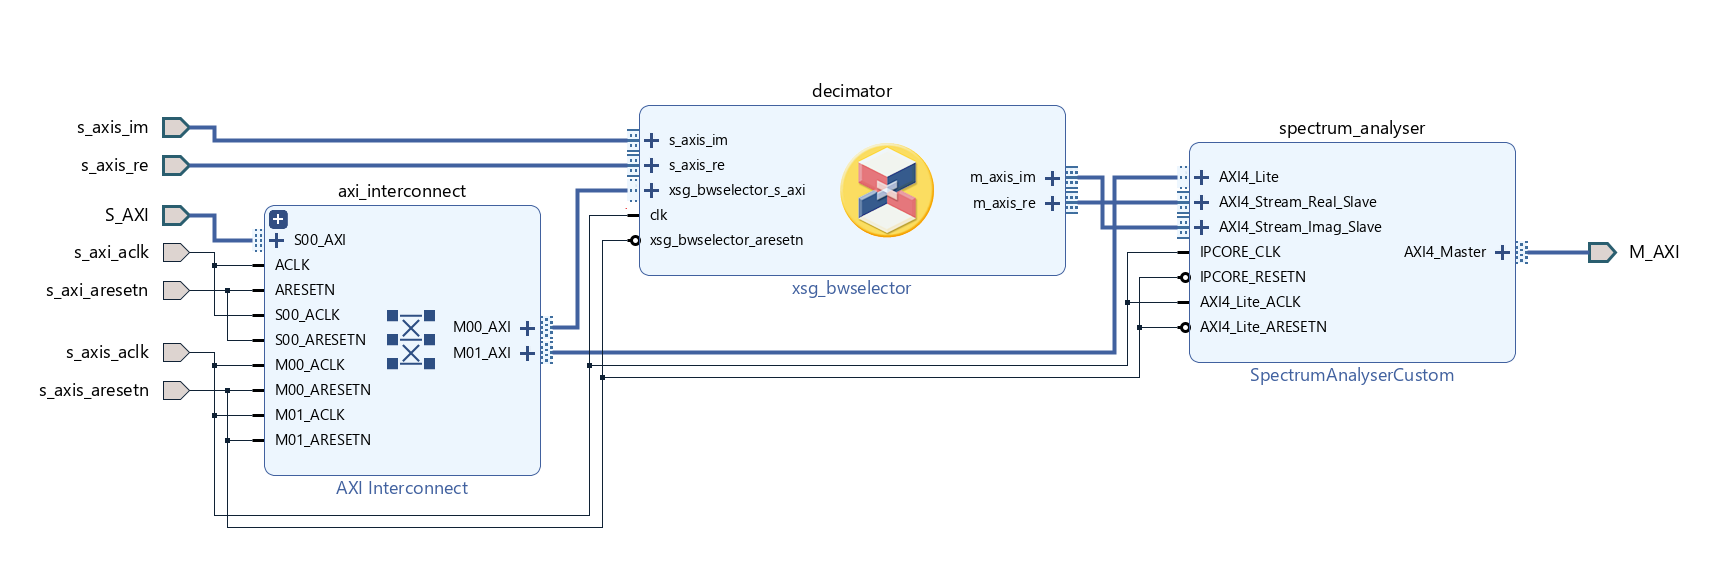 s_axis_im
s_axis_re
S_AXI
s_axi_aclk
s_axi_aresetn
s_axis_aclk
s_axis_aresetn
axi_interconnect
S00_AXI
ACLK
ARESETN
S00_ACLK
S00_ARESETN
M00_ACLK
M00_ARESETN
M01_ACLK
M01_ARESETN
M00_AXI
M01_AXI
AXI Interconnect
decimator
s_axis_im
s_axis_re
xsg_bwselector_s_axi
clk
xsg_bwselector_aresetn
m_axis_im
m_axis_re
xsg_bwselector
spectrum_analyser
AXI4_Lite
AXI4_Stream_Real_Slave
AXI4_Stream_Imag_Slave
IPCORE_CLK
IPCORE_RESETN
AXI4_Lite_ACLK
AXI4_Lite_ARESETN
AXI4_Master
SpectrumAnalyserCustom
M_AXI